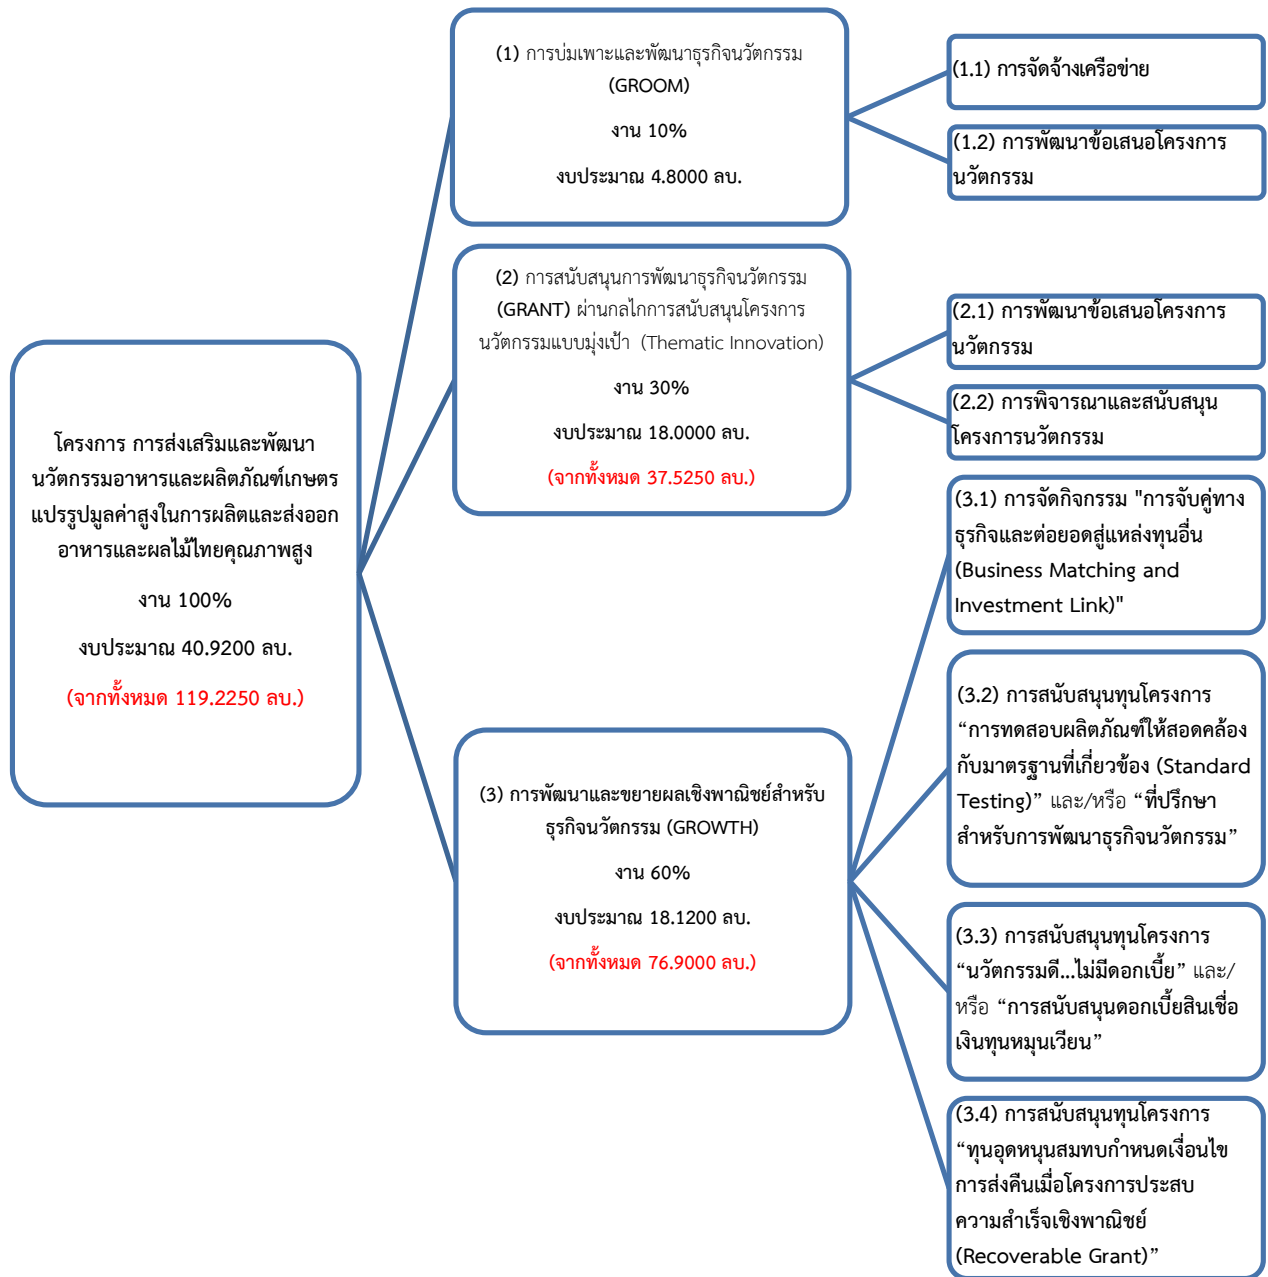 โครงการ การส่งเสริมและพัฒนา
นวัตกรรมอาหารและผลิตภัณฑ์เกษตร
แปรรูปมูลค่าสูงในการผลิตและส่งออก
อาหารและผลไม้ไทยคุณภาพสูง
งาน 100%
งบประมาณ 40.9200 ลบ.
(จากทั้งหมด 119.2250 ลบ.)
(1) การบ่มเพาะและพัฒนาธุรกิจนวัตกรรม
(GROOM)
งาน 10%
งบประมาณ 4.8000 ลบ.
(1.1) การจัดจ้างเครือข่าย
(1.2) การพัฒนาข้อเสนอโครงการ
นวัตกรรม
(2) การสนับสนุนการพัฒนาธุรกิจนวัตกรรม
(GRANT) ผ่านกลไกการสนับสนุนโครงการ
นวัตกรรมแบบมุ่งเป้า (Thematic Innovation)
งาน 30%
งบประมาณ 18.0000 ลบ.
(จากทั้งหมด 37.5250 ลบ.)
(2.1) การพัฒนาข้อเสนอโครงการ
นวัตกรรม
(2.2) การพิจารณาและสนับสนุน
โครงการนวัตกรรม
(3) การพัฒนาและขยายผลเชิงพาณิชย์สำหรับ
ธุรกิจนวัตกรรม (GROWTH)
งาน 60%
งบประมาณ 18.1200 ลบ.
(จากทั้งหมด 76.9000 ลบ.)
(3.1) การจัดกิจกรรม "การจับคู่ทาง
ธุรกิจและต่อยอดสู่แหล่งทุนอื่น
(Business Matching and
Investment Link)"
(3.2) การสนับสนุนทุนโครงการ
“การทดสอบผลิตภัณฑ์ให้สอดคล้อง
กับมาตรฐานที่เกี่ยวข้อง (Standard
Testing)” และ/หรือ “ที่ปรึกษา
สำหรับการพัฒนาธุรกิจนวัตกรรม”
(3.3) การสนับสนุนทุนโครงการ
“นวัตกรรมดี...ไม่มีดอกเบี้ย” และ/
หรือ “การสนับสนุนดอกเบี้ยสินเชื่อ
เงินทุนหมุนเวียน”
(3.4) การสนับสนุนทุนโครงการ
“ทุนอุดหนุนสมทบกำหนดเงื่อนไข
การส่งคืนเมื่อโครงการประสบ
ความสำเร็จเชิงพาณิชย์
(Recoverable Grant)”